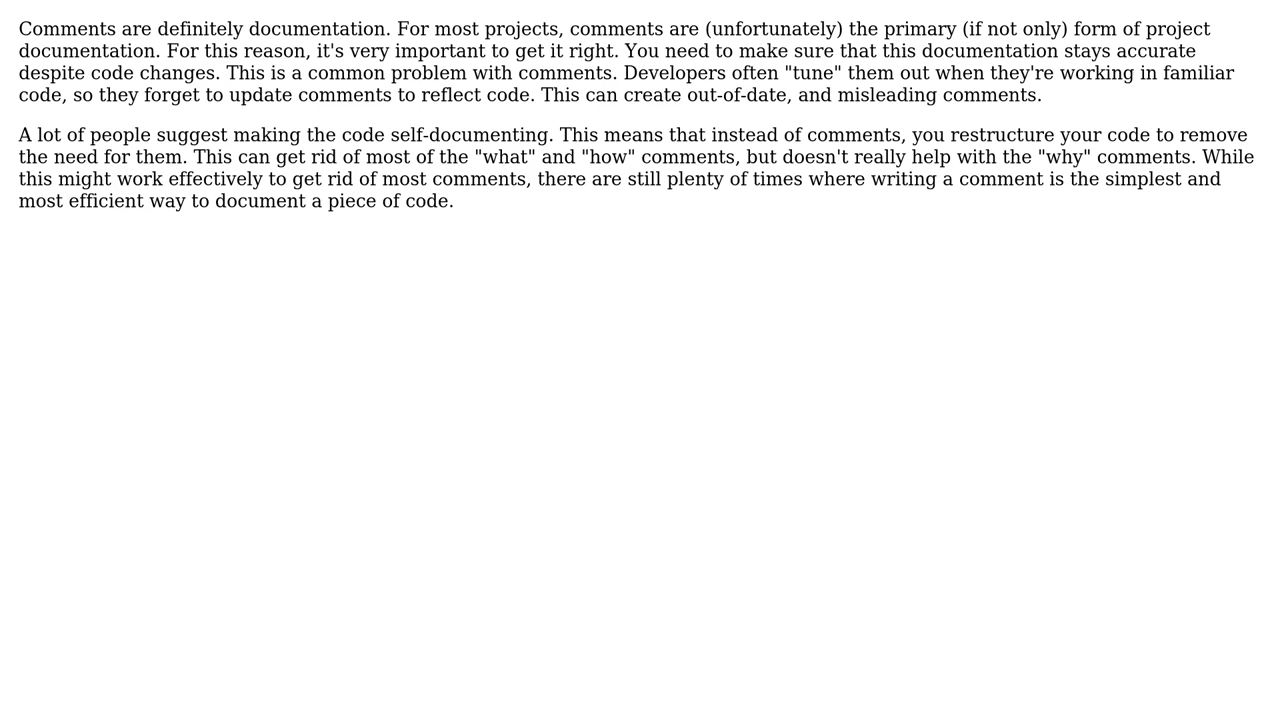 Comments are definitely documentation. For most projects, comments are (unfortunately) the primary (if not only) form of project
documentation. For this reason, it's very important to get it right. You need to make sure that this documentation stays accurate
despite code changes. This is a common problem with comments. Developers often "tune" them out when they're working in familiar
code, so they forget to update comments to reflect code. This can create out-of-date, and misleading comments.
A lot of people suggest making the code self-documenting. This means that instead of comments, you restructure your code to remove
the need for them. This can get rid of most of the "what" and "how" comments, but doesn't really help with the "why" comments. While
this might work effectively to get rid of most comments, there are still plenty of times where writing a comment is the simplest and
most efficient way to document a piece of code.